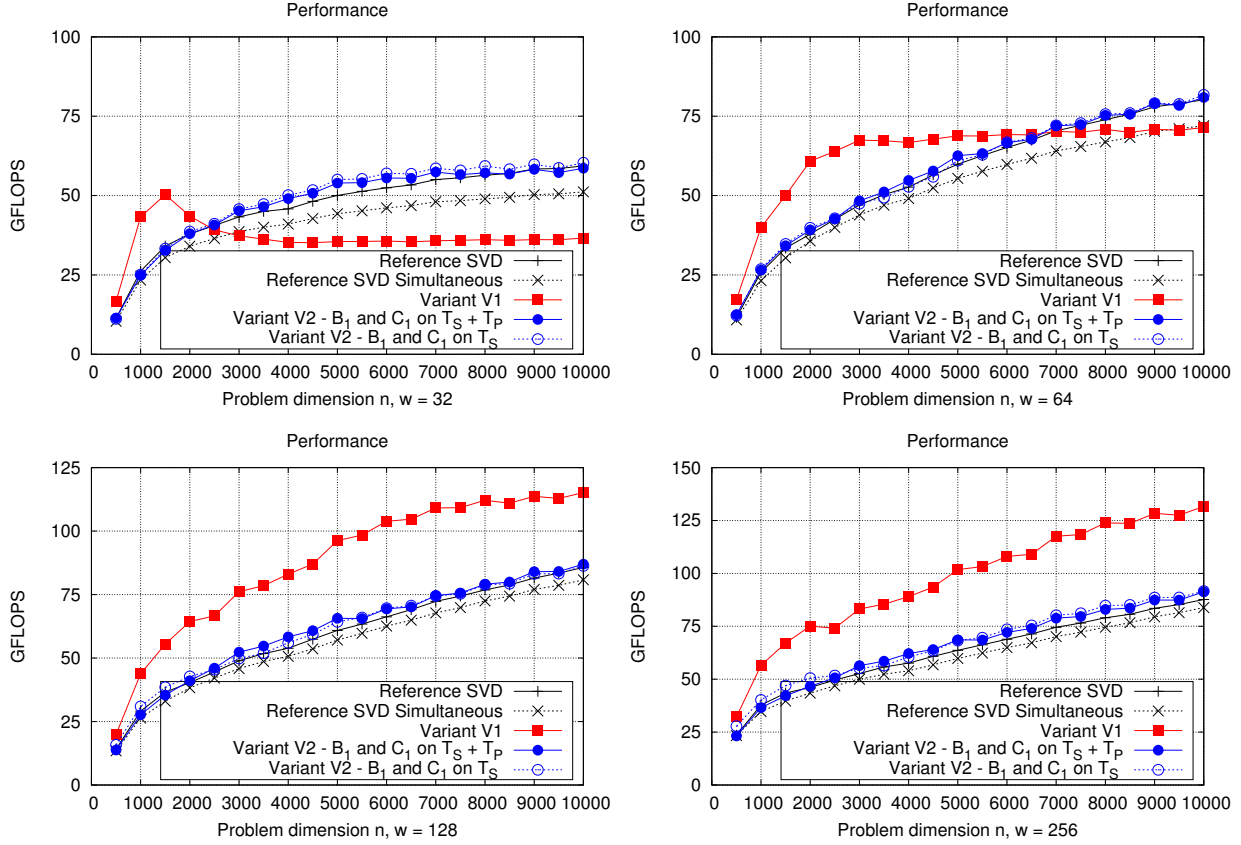 Performance
100
75
50
25
0
GFLOPS
Reference SVD
Reference SVD Simultaneous
Variant V1
Variant V2 - B1 and C1 on TS + TP
Variant V2 - B1 and C1 on TS
0 1000 2000 3000 4000 5000 6000 7000 8000 9000 10000
Problem dimension n, w = 32
Performance
100
75
50
25
0
GFLOPS
Reference SVD
Reference SVD Simultaneous
Variant V1
Variant V2 - B1 and C1 on TS + TP
Variant V2 - B1 and C1 on TS
0 1000 2000 3000 4000 5000 6000 7000 8000 9000 10000
Problem dimension n, w = 64
Performance
125
100
75
50
25
0
GFLOPS
Reference SVD
Reference SVD Simultaneous
Variant V1
Variant V2 - B1 and C1 on TS + TP
Variant V2 - B1 and C1 on TS
0 1000 2000 3000 4000 5000 6000 7000 8000 9000 10000
Problem dimension n, w = 128
Performance
150
125
100
75
50
25
0
GFLOPS
Reference SVD
Reference SVD Simultaneous
Variant V1
Variant V2 - B1 and C1 on TS + TP
Variant V2 - B1 and C1 on TS
0 1000 2000 3000 4000 5000 6000 7000 8000 9000 10000
Problem dimension n, w = 256